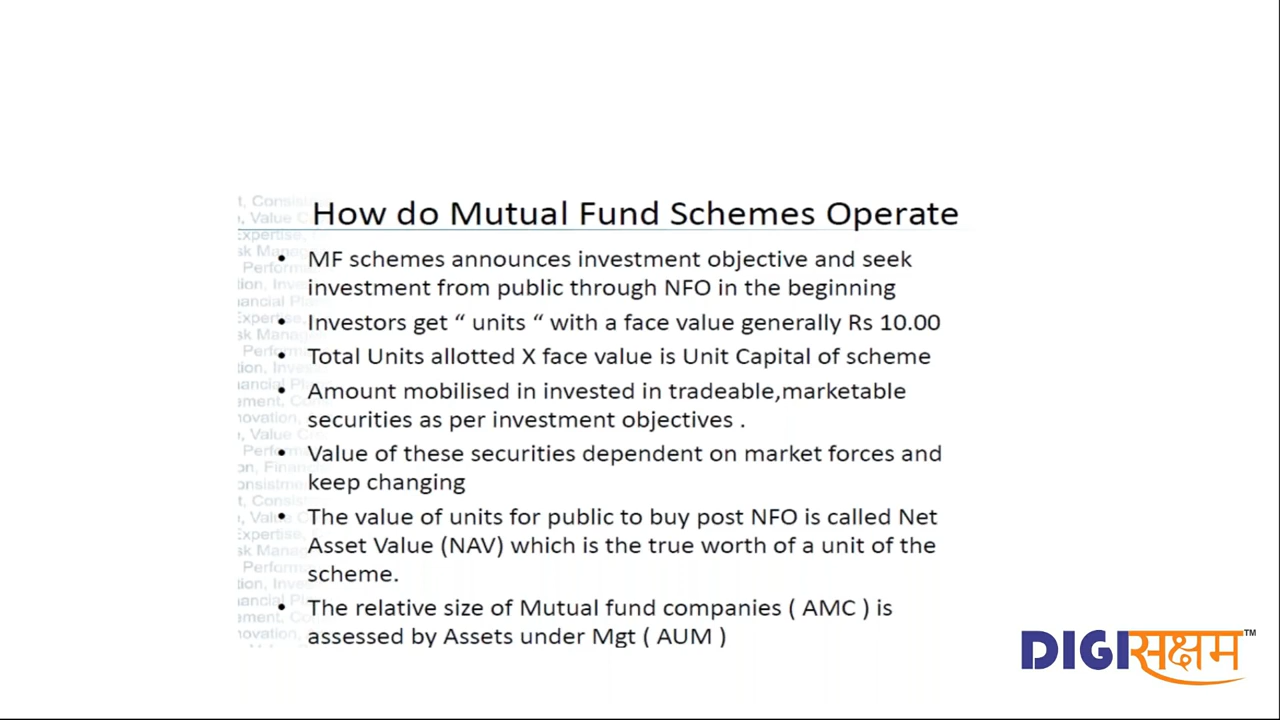 How do Mutual Fund Schemes Operate
• MF schemes announces investment objective and seek
investment from public through NFO in the beginning
• Investors get “ units “ with a face value generally Rs 10.00
• Total Units allotted X face value is Unit Capital of scheme
• Amount mobilised in invested in tradeable,marketable
securities as per investment objectives .
• Value of these securities dependent on market forces and
keep changing
• The value of units for public to buy post NFO is called Net
Asset Value (NAV) which is the true worth of a unit of the
scheme.
• The relative size of Mutual fund companies ( AMC ) is
assessed by Assets under Mgt ( AUM )
DIGIसक्षम™